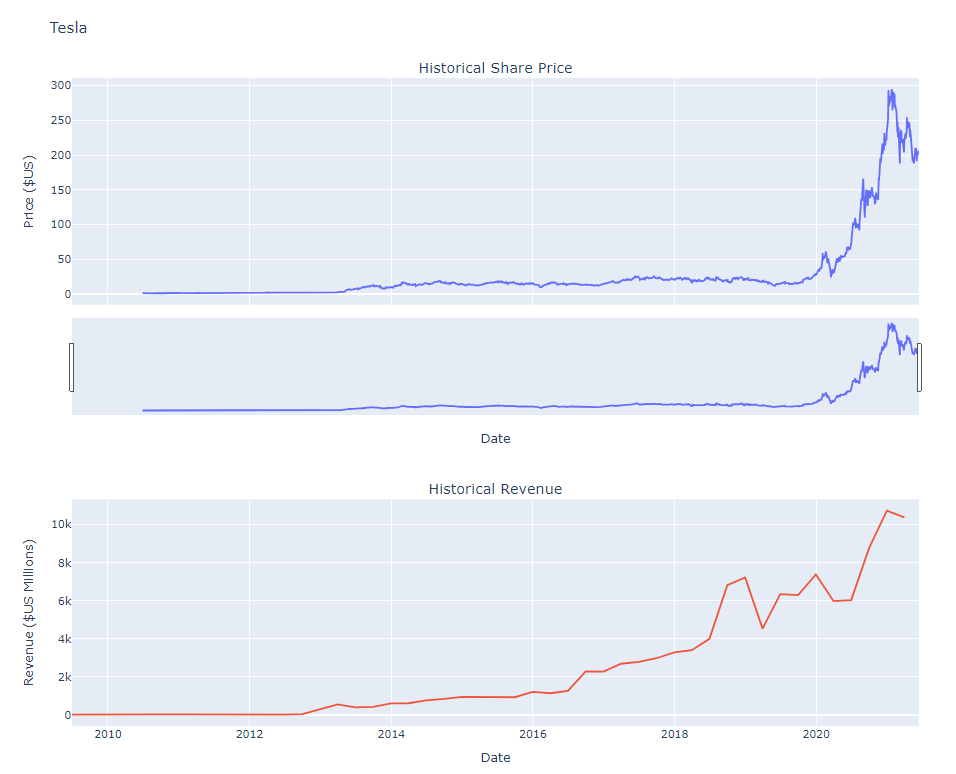 Tesla
Historical Share Price
300
250
200
150
100
50
0
Price ($US)
Date
Historical Revenue
10k
8k
6k
4k
2k
0
Revenue ($US Millions)
2010 2012 2014 2016 2018 2020
Date